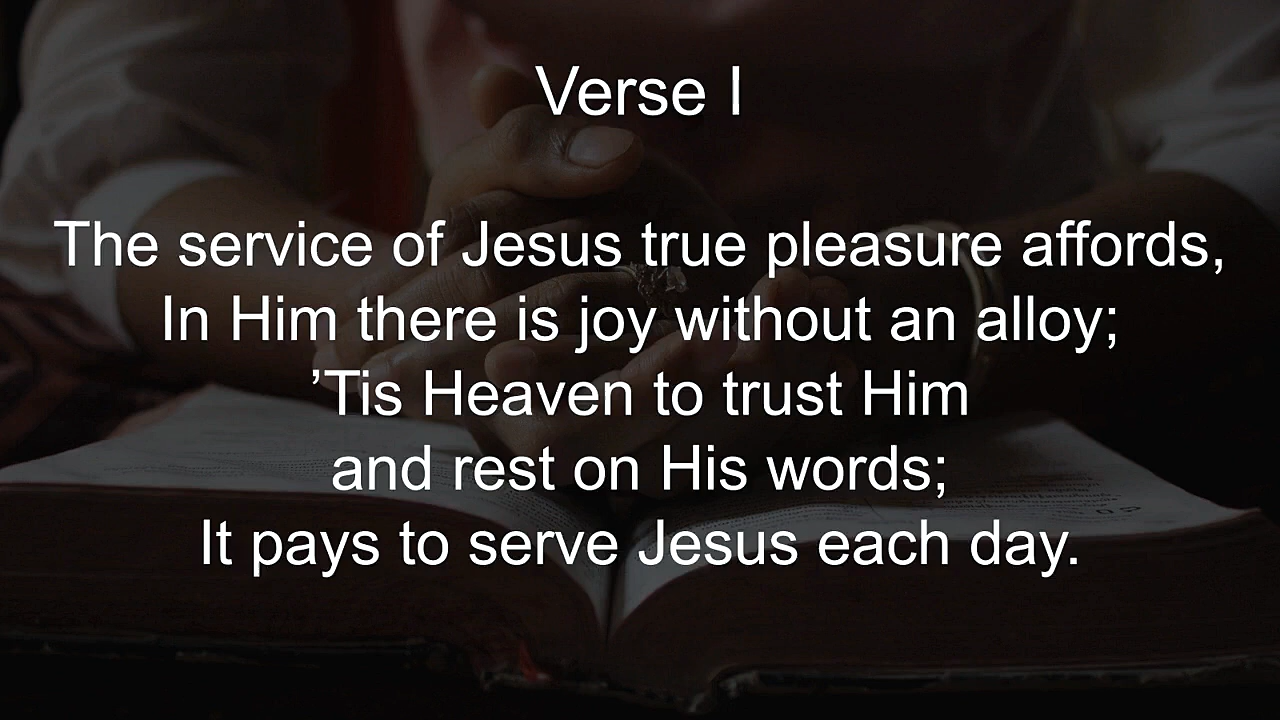 Verse I
The service of Jesus true pleasure affords,
In Him there is joy without an alloy;
’Tis Heaven to trust Him
and rest on His words;
It pays to serve Jesus each day.